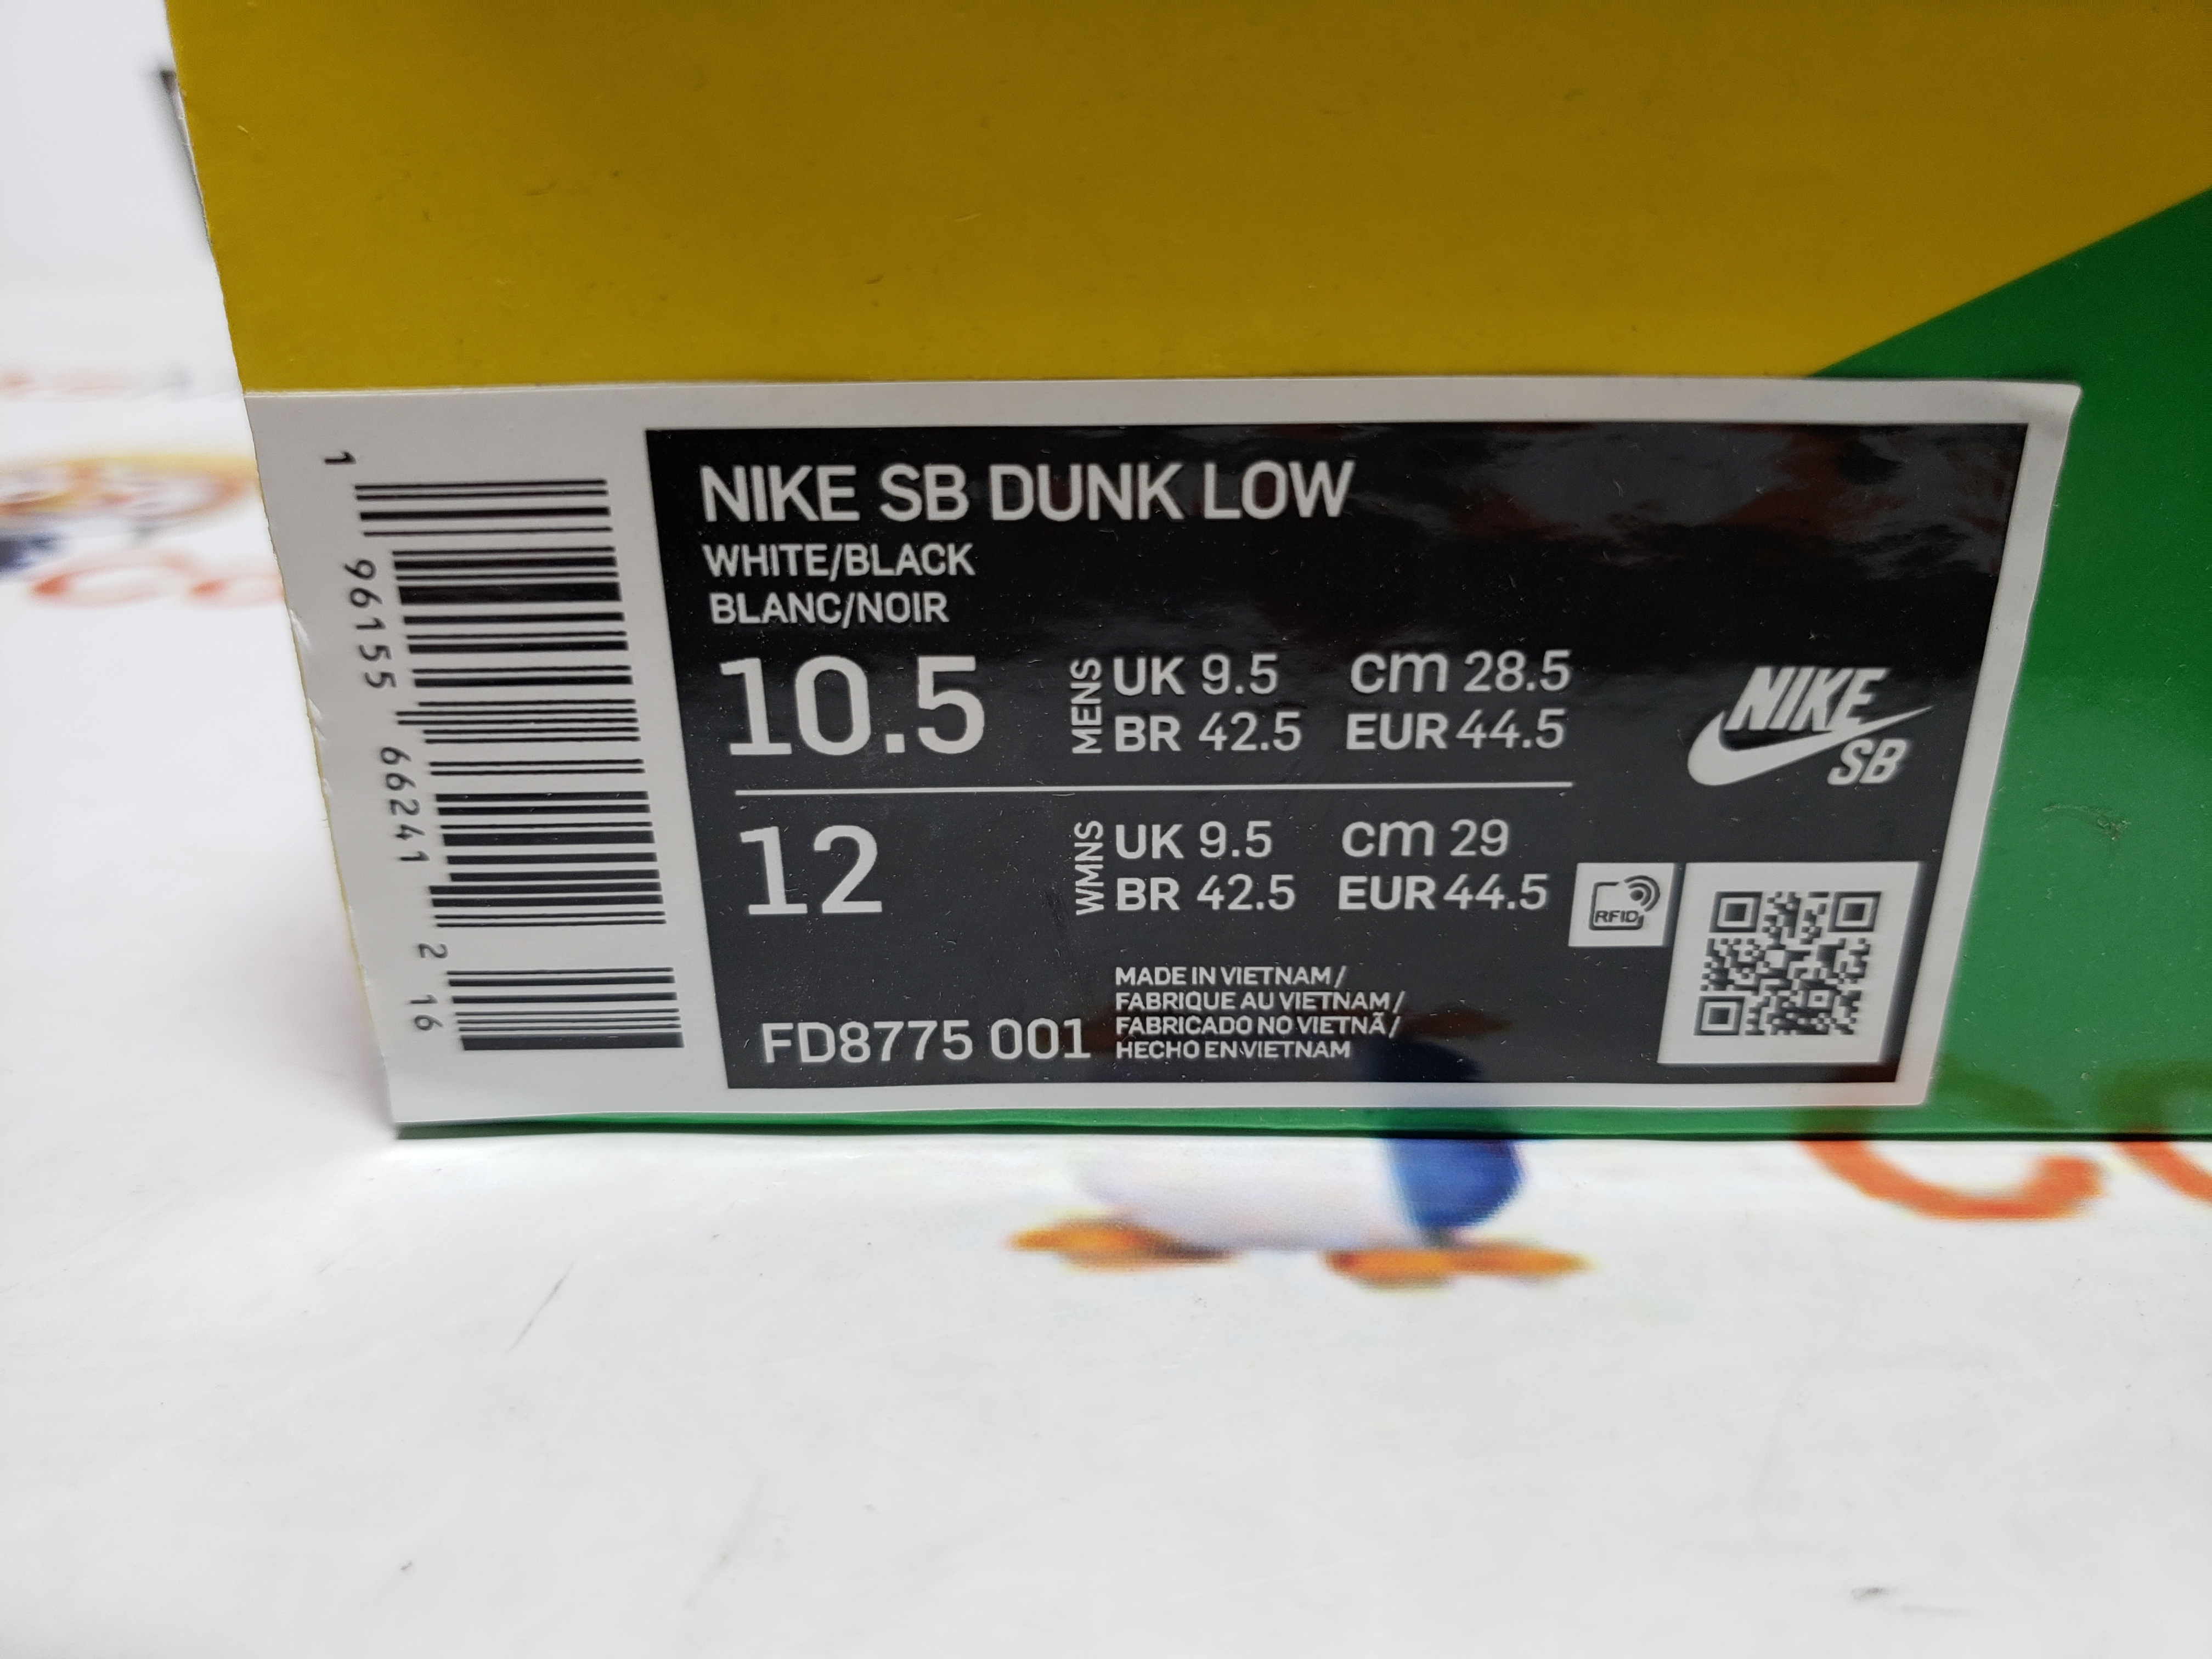 1 96155 66241 2 16
NIKE SB DUNK LOW
WHITE/BLACK
BLANC/NOIR
10.5 MENS UK 9.5 cm 28.5
BR 42.5 EUR 44.5
12 WMNS UK 9.5 cm 29
BR 42.5 EUR 44.5
NIKE
SB
RFID
MADE IN VIETNAM /
FABRIQUE AU VIETNAM /
FABRICADO NO VIETNÃ /
HECHO EN VIETNAM
FD8775 001